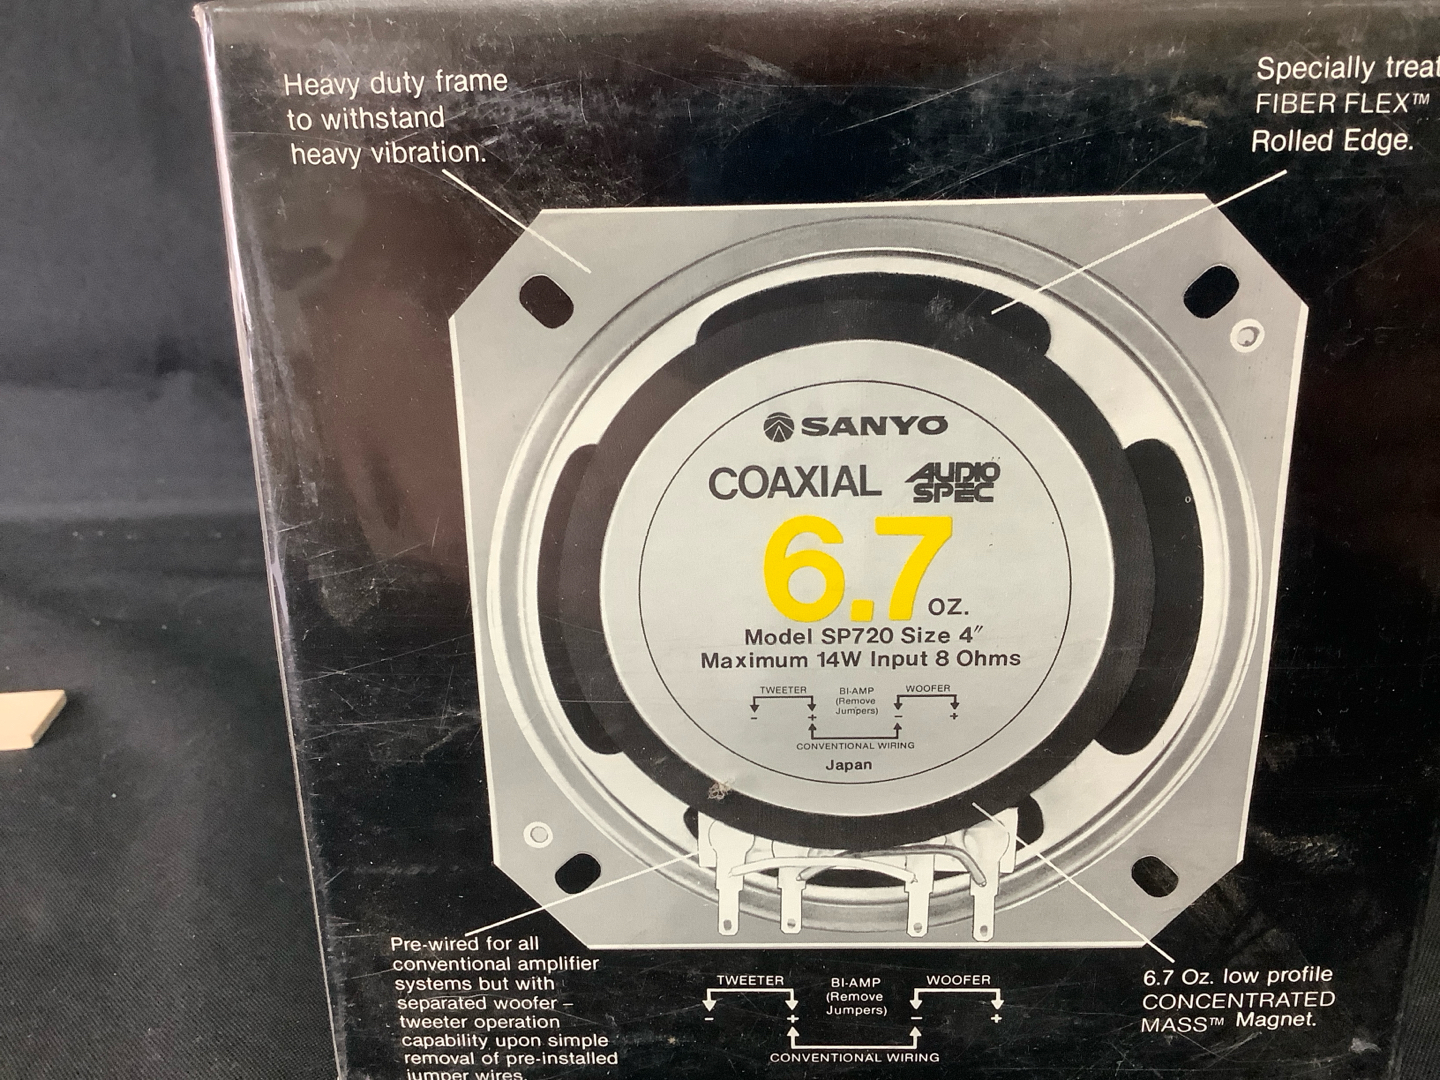 Heavy duty frame
to withstand
heavy vibration.
Specially treat
FIBER FLEX™
Rolled Edge.
SANYO
COAXIAL AUDIO SPEC
6.7 oz.
Model SP720 Size 4″
Maximum 14W Input 8 Ohms
TWEETER BI-AMP WOOFER
(Remove
Jumpers)
- + - +
CONVENTIONAL WIRING
Japan
Pre-wired for all
conventional amplifier
systems but with
separated woofer –
tweeter operation
capability upon simple
removal of pre-installed
jumper wires.
TWEETER BI-AMP WOOFER
(Remove
Jumpers)
- + - +
CONVENTIONAL WIRING
6.7 Oz. low profile
CONCENTRATED
MASS™ Magnet.